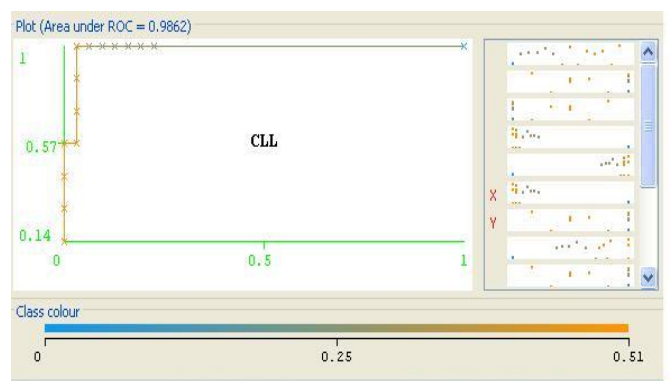 Plot (Area under ROC = 0.9862)
1
0.57
CLL
0.14
0
0.5
1
X
Y
Class colour
0
0.25
0.51